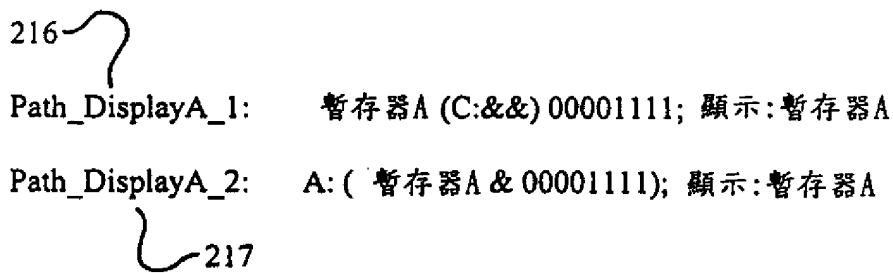 216
Path_DisplayA_1: 暫存器A (C:&&) 00001111; 顯示:暫存器A
Path_DisplayA_2: A: ( 暫存器A & 00001111); 顯示:暫存器A
217